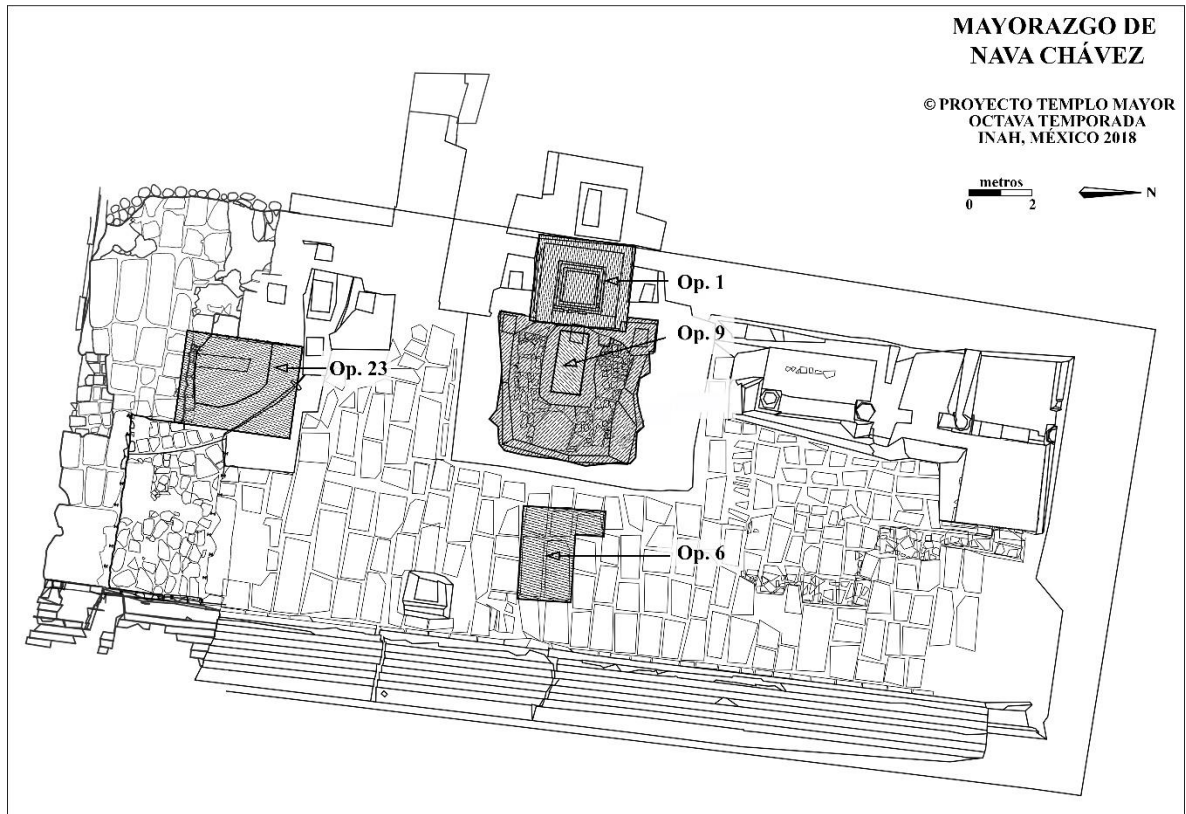 MAYORAZGO DE
NAVA CHÁVEZ
© PROYECTO TEMPLO MAYOR
OCTAVA TEMPORADA
INAH, MÉXICO 2018
metros
0 2
N
Op. 1
Op. 9
Op. 23
Op. 6